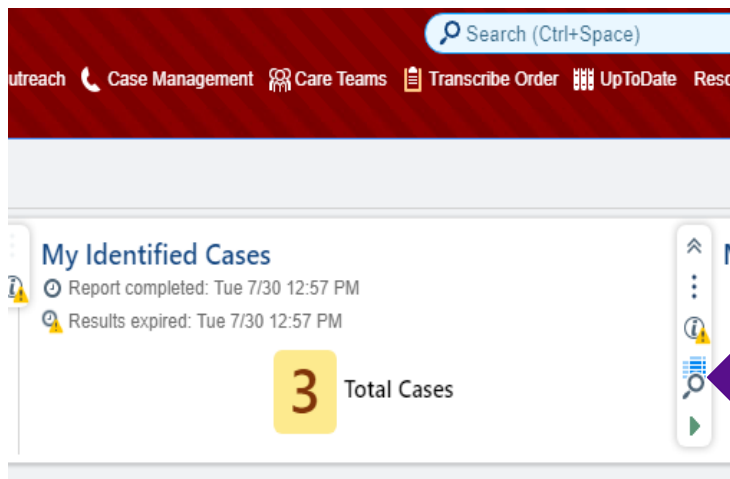 Search (Ctrl+Space)
utreach Case Management Care Teams Transcribe Order UpToDate Resc
My Identified Cases
Report completed: Tue 7/30 12:57 PM
Results expired: Tue 7/30 12:57 PM
3 Total Cases